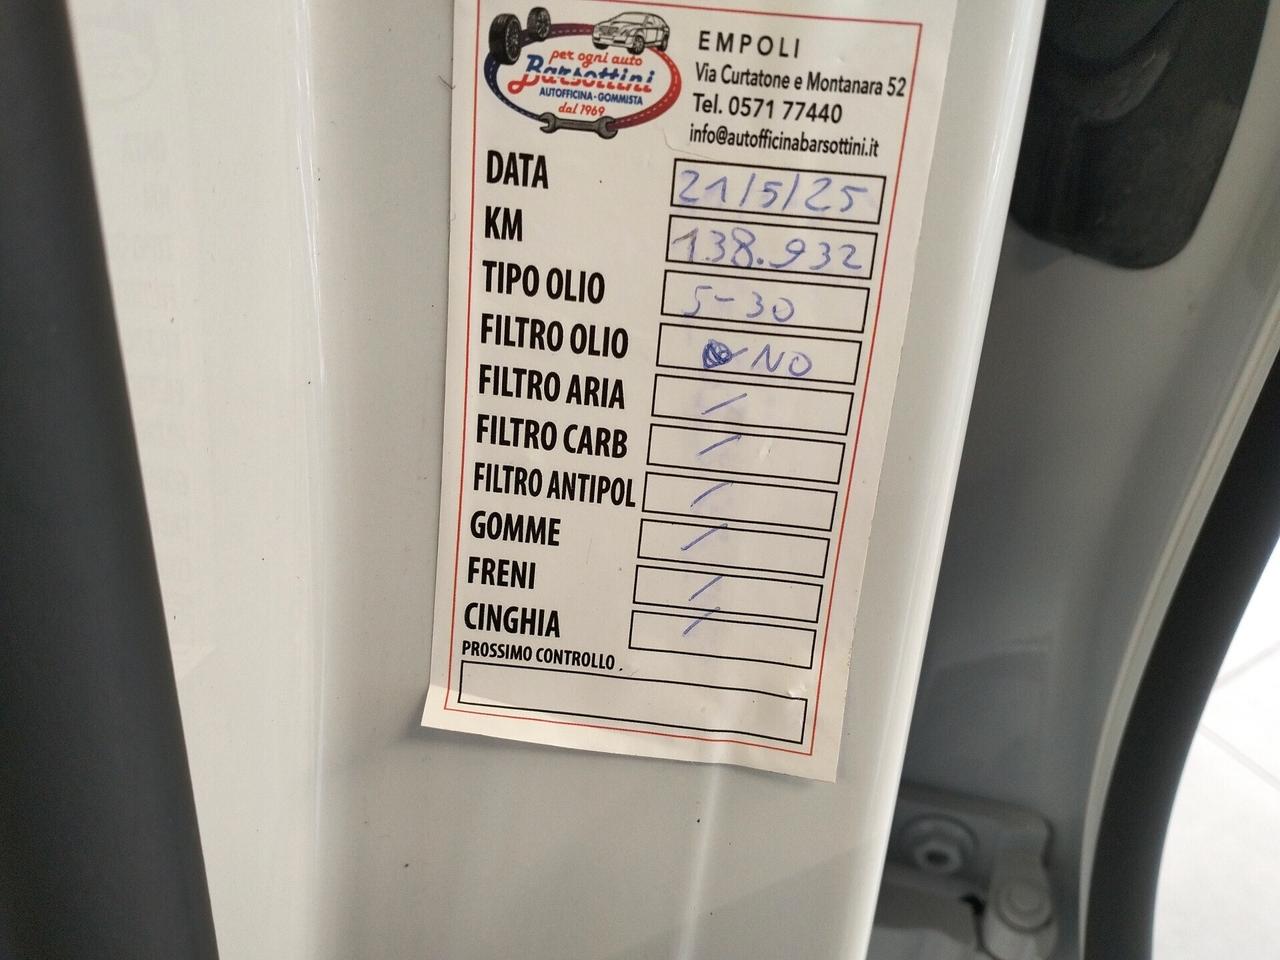 per ogni auto
Barsottini
AUTOFFICINA-GOMMISTA
dal 1969
EMPOLI
Via Curtatone e Montanara 52
Tel. 0571 77440
info@autofficinabarsottini.it
DATA 21/5/25
KM 138.932
TIPO OLIO 5-30
FILTRO OLIO NO
FILTRO ARIA /
FILTRO CARB /
FILTRO ANTIPOL /
GOMME /
FRENI /
CINGHIA /
PROSSIMO CONTROLLO